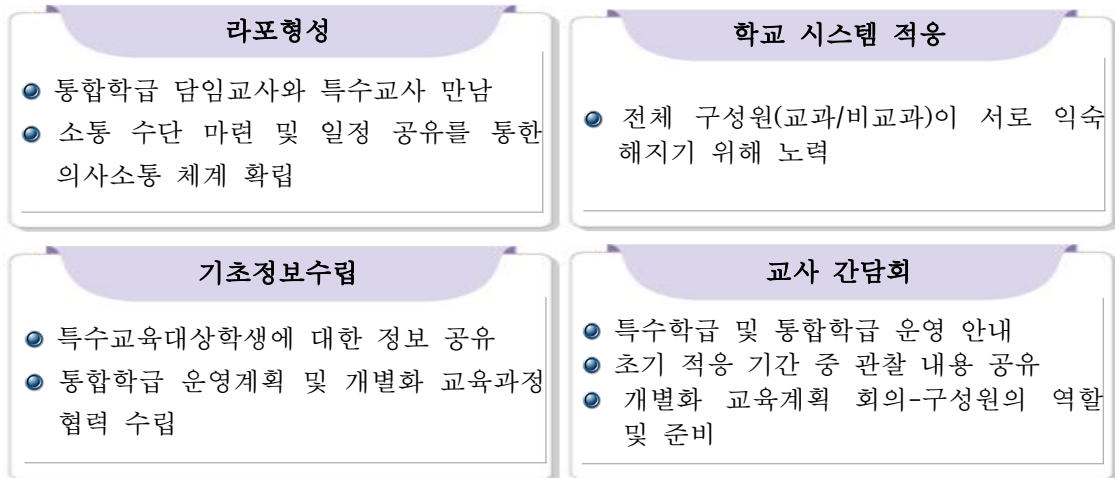 라포형성
통합학급 담임교사와 특수교사 만남
소통 수단 마련 및 일정 공유를 통한
의사소통 체계 확립
학교 시스템 적응
전체 구성원(교과/비교과)이 서로 익숙
해지기 위해 노력
기초정보수립
특수교육대상학생에 대한 정보 공유
통합학급 운영계획 및 개별화 교육과정
협력 수립
교사 간담회
특수학급 및 통합학급 운영 안내
초기 적응 기간 중 관찰 내용 공유
개별화 교육계획 회의-구성원의 역할
및 준비